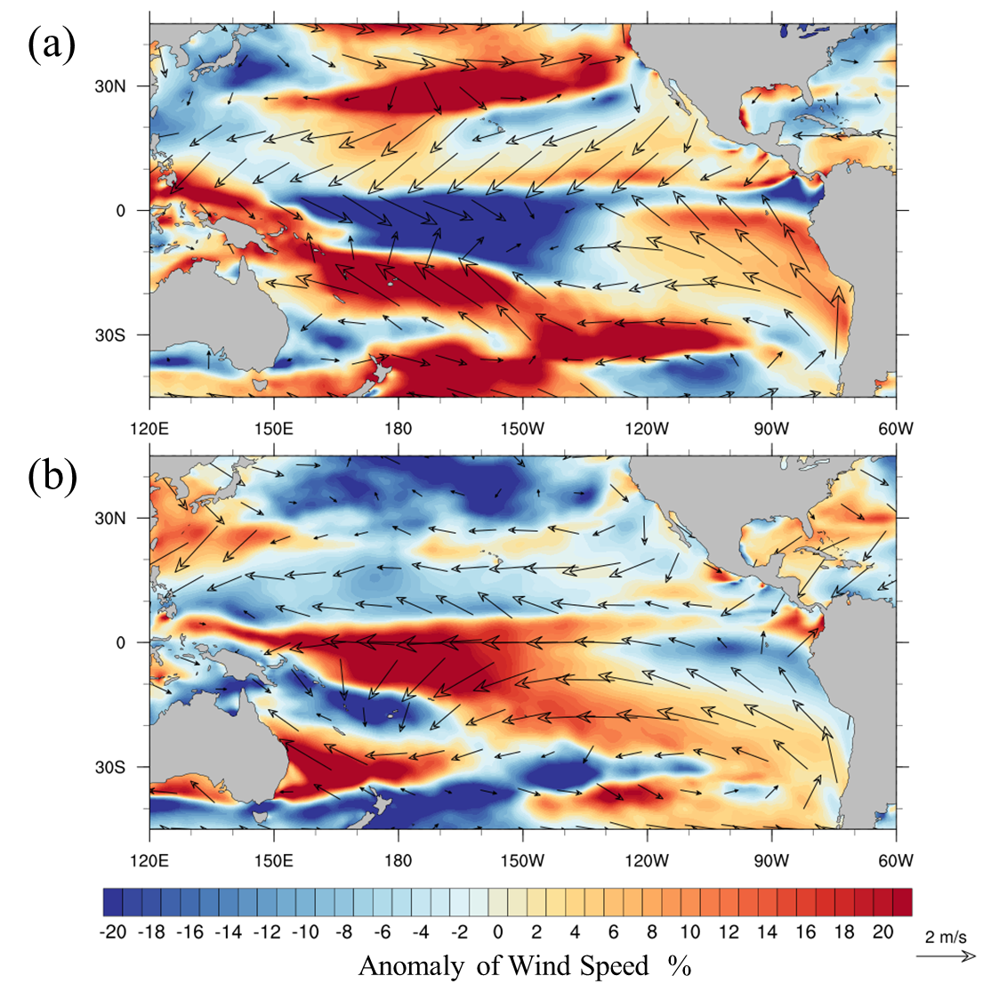 (a)
30N
0
30S
120E 150E 180 150W 120W 90W 60W
(b)
30N
0
30S
120E 150E 180 150W 120W 90W 60W
-20 -18 -16 -14 -12 -10 -8 -6 -4 -2 0 2 4 6 8 10 12 14 16 18 20
2 m/s
Anomaly of Wind Speed %